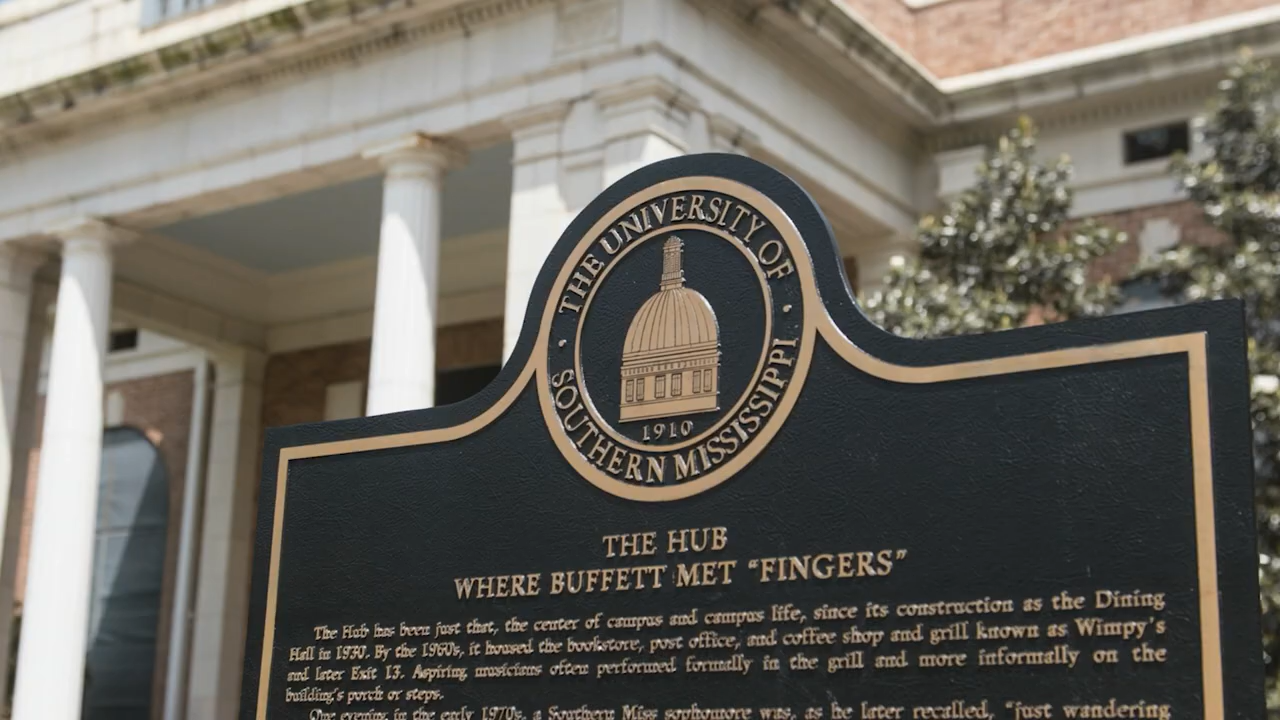 THE UNIVERSITY OF
SOUTHERN MISSISSIPPI
1910
THE HUB
WHERE BUFFETT MET “FINGERS”
The Hub has been just that, the center of campus and campus life, since its construction as the Dining
Hall in 1930. By the 1960s, it housed the bookstore, post office, and coffee shop and grill known as Wimpy's
and later Exit 13. Aspiring musicians often performed formally in the grill and more informally on the
building's porch or steps.
One evening in the early 1970s, a Southern Miss sophomore was, as he later recalled, “just wandering